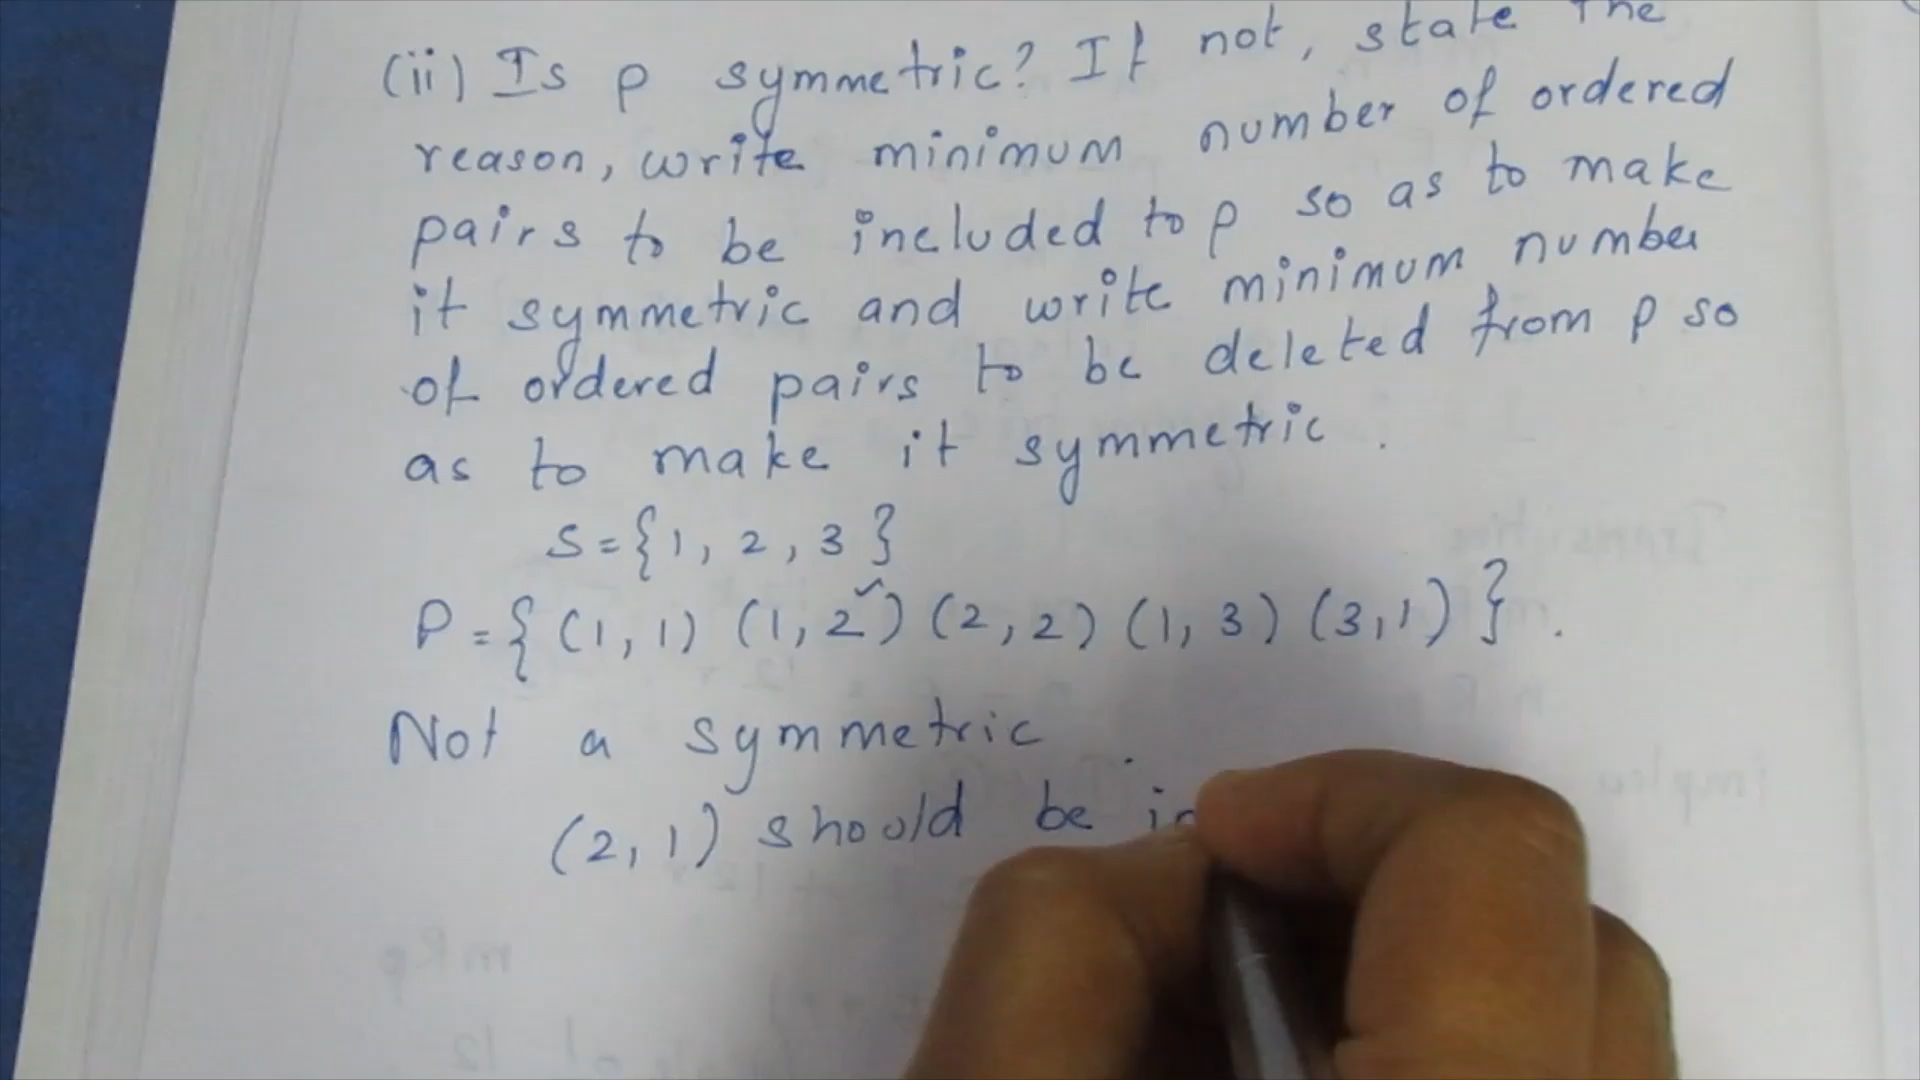 (ii) Is ρ symmetric? If not, state the
reason, write minimum number of ordered
pairs to be included to ρ so as to make
it symmetric and write minimum number
of ordered pairs to be deleted from ρ so
as to make it symmetric.
S={1, 2, 3}
ρ={(1, 1) (1, 2✓) (2, 2) (1, 3) (3, 1)}.
Not a symmetric
(2, 1) should be in